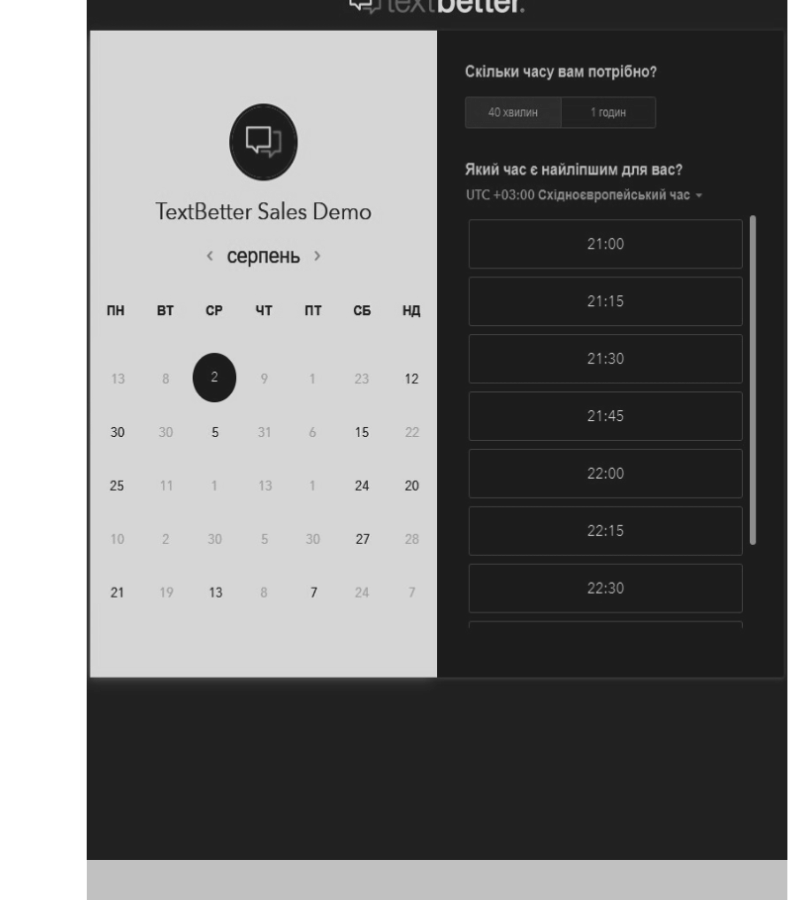 textbetter.
TextBetter Sales Demo
‹ серпень ›
ПН ВТ СР ЧТ ПТ СБ НД
13 8 2 9 1 23 12
30 30 5 31 6 15 22
25 11 1 13 1 24 20
10 2 30 5 30 27 28
21 19 13 8 7 24 7
Скільки часу вам потрібно?
40 хвилин 1 годин
Який час є найліпшим для вас?
UTC +03:00 Східноєвропейський час
21:00
21:15
21:30
21:45
22:00
22:15
22:30